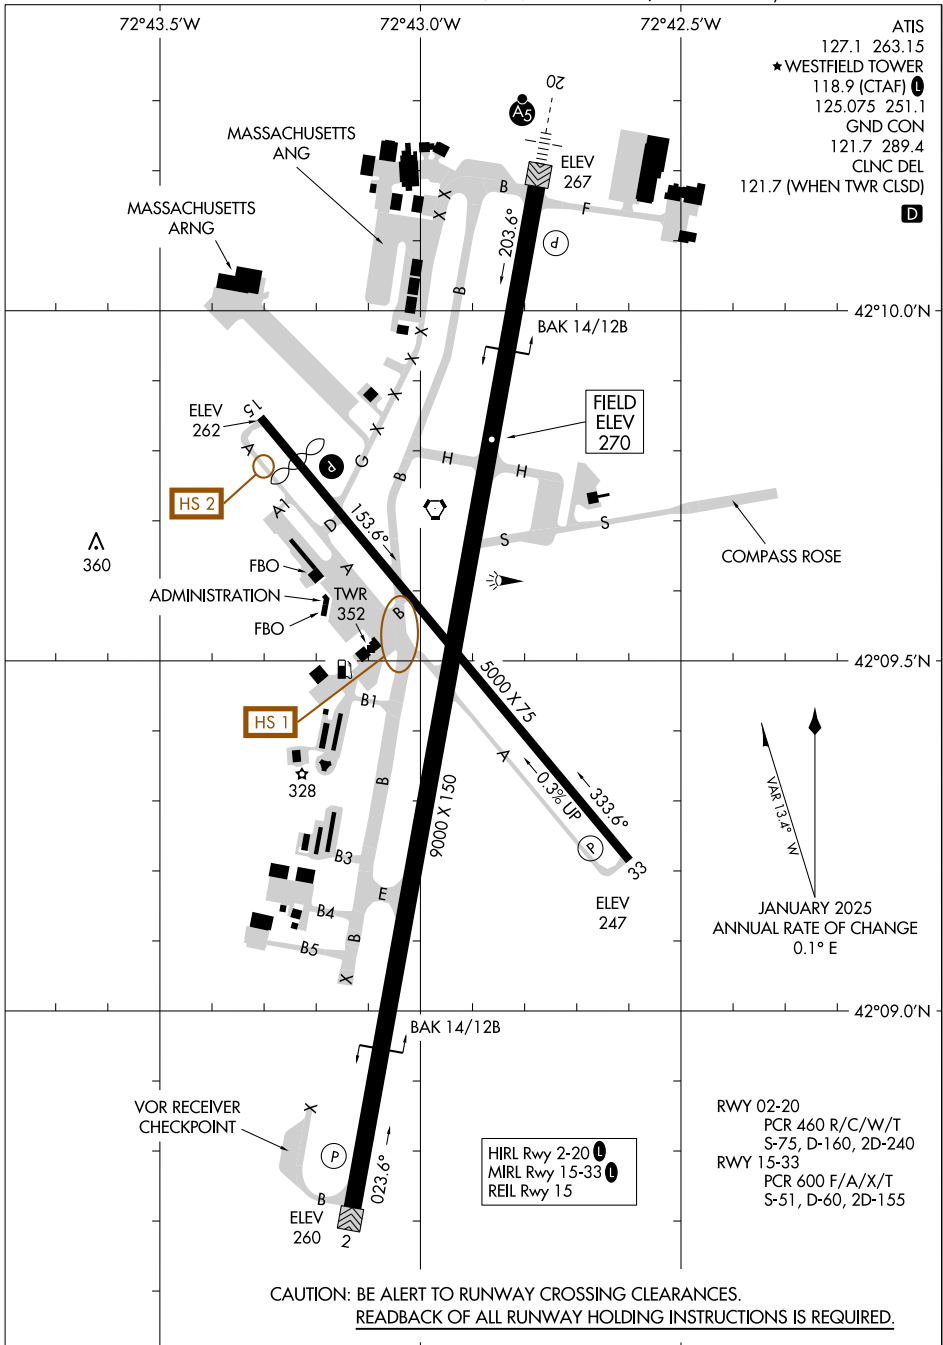 72°43.5'W
72°43.0'W
72°42.5'W
ATIS
127.1 263.15
WESTFIELD TOWER
118.9 (CTAF) L
125.075 251.1
GND CON
121.7 289.4
CLNC DEL
121.7 (WHEN TWR CLSD)
D
20
A5
MASSACHUSETTS
ANG
ELEV
267
B
F
X
X
MASSACHUSETTS
ARNG
203.6°
P
B
42°10.0'N
BAK 14/12B
X
X
X
X
FIELD
ELEV
270
ELEV
262
15
A
P
G
B
H
H
HS 2
A1
D
153.6°
S
S
COMPASS ROSE
360
FBO
A
ADMINISTRATION
TWR
352
FBO
B
42°09.5'N
5000 X 75
HS 1
B1
A
B
328
0.3% UP
333.6°
VAR 13.4° W
9000 X 150
B3
P
33
E
B4
B
B5
X
ELEV
247
JANUARY 2025
ANNUAL RATE OF CHANGE
0.1° E
42°09.0'N
BAK 14/12B
VOR RECEIVER
CHECKPOINT
X
P
023.6°
B
ELEV
260
2
HIRL Rwy 2-20 L
MIRL Rwy 15-33 L
REIL Rwy 15
RWY 02-20
PCR 460 R/C/W/T
S-75, D-160, 2D-240
RWY 15-33
PCR 600 F/A/X/T
S-51, D-60, 2D-155
CAUTION: BE ALERT TO RUNWAY CROSSING CLEARANCES.
READBACK OF ALL RUNWAY HOLDING INSTRUCTIONS IS REQUIRED.